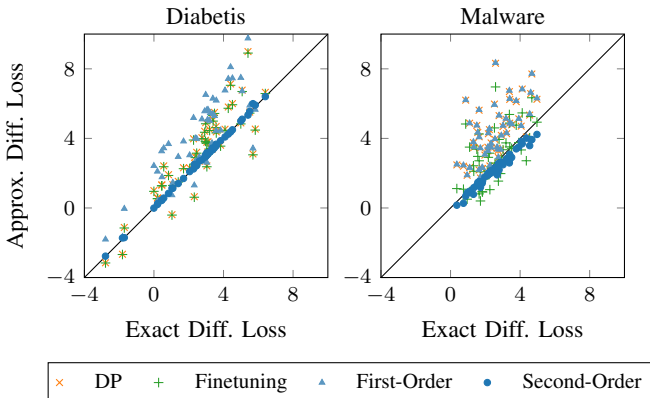 Diabetis
Malware
Approx. Diff. Loss
8
4
0
−4
−4 0 4 8
Exact Diff. Loss
8
4
0
−4
−4 0 4 8
Exact Diff. Loss
DP Finetuning First-Order Second-Order